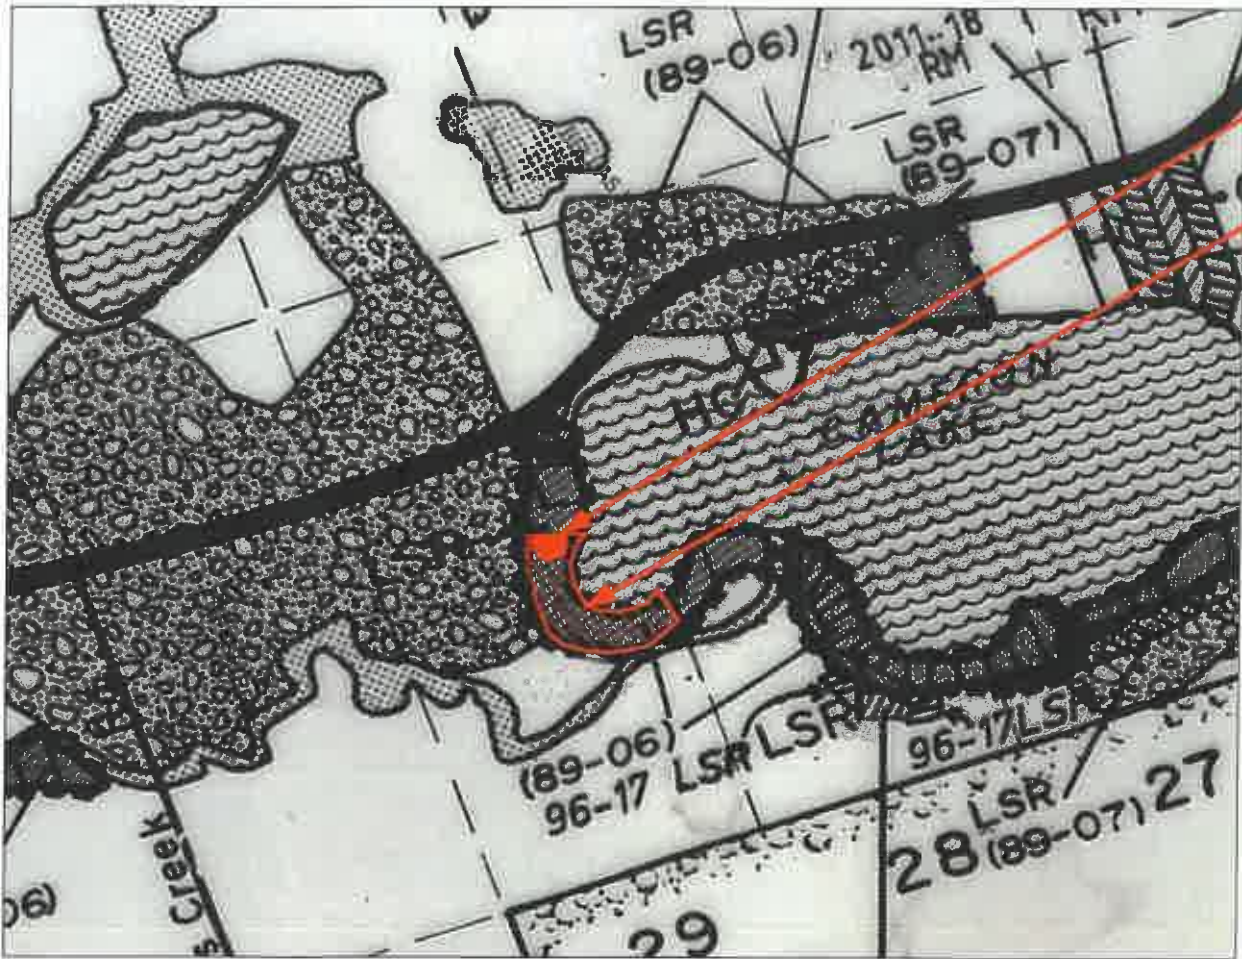 LSR
(89-06)
2011-18
RM
LSR
(89-07)
HC
CAMERON
LAKE
(89-06)
96-17 LSR LSR
96-17 LSR
LSR
(89-07)
28
27
29
s Creek
06)